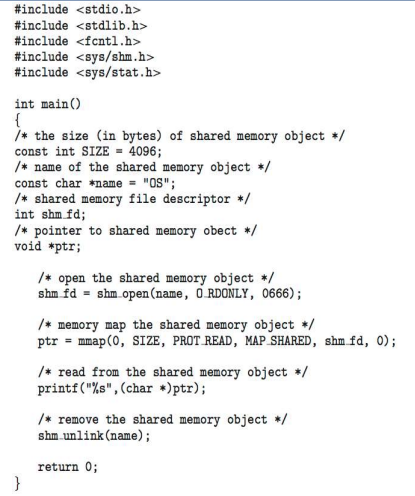 #include <stdio.h>
#include <stdlib.h>
#include <fcntl.h>
#include <sys/shm.h>
#include <sys/stat.h>

int main()
{
/* the size (in bytes) of shared memory object */
const int SIZE = 4096;
/* name of the shared memory object */
const char *name = "OS";
/* shared memory file descriptor */
int shm_fd;
/* pointer to shared memory obect */
void *ptr;

   /* open the shared memory object */
   shm_fd = shm_open(name, O_RDONLY, 0666);

   /* memory map the shared memory object */
   ptr = mmap(0, SIZE, PROT_READ, MAP_SHARED, shm_fd, 0);

   /* read from the shared memory object */
   printf("%s",(char *)ptr);

   /* remove the shared memory object */
   shm_unlink(name);

   return 0;
}